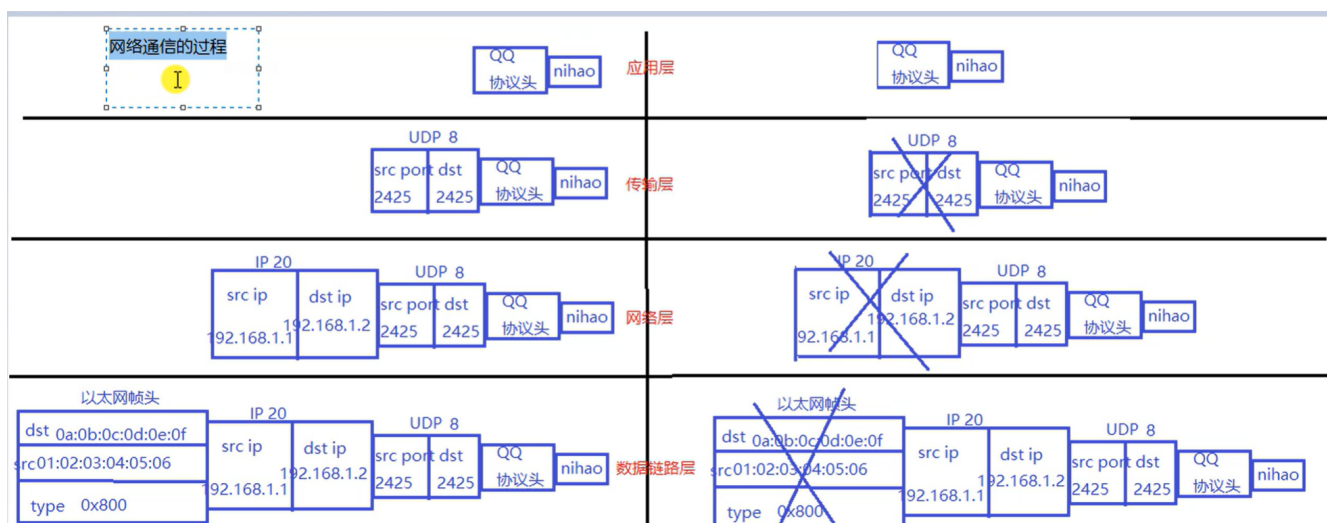 网络通信的过程
QQ
协议头
nihao
应用层
QQ
协议头
nihao
UDP 8
src port dst
2425 2425
QQ
协议头
nihao
传输层
UDP 8
src port dst
2425 2425
QQ
协议头
nihao
IP 20
src ip dst ip
192.168.1.1 192.168.1.2
UDP 8
src port dst
2425 2425
QQ
协议头
nihao
网络层
IP 20
src ip dst ip
92.168.1.1 192.168.1.2
UDP 8
src port dst
2425 2425
QQ
协议头
nihao
以太网帧头
dst 0a:0b:0c:0d:0e:0f
src 01:02:03:04:05:06
type 0x800
IP 20
src ip dst ip
192.168.1.1 192.168.1.2
UDP 8
src port dst
2425 2425
QQ
协议头
nihao
数据链路层
以太网帧头
dst 0a:0b:0c:0d:0e:0f
src 01:02:03:04:05:06
type 0x800
IP 20
src ip dst ip
192.168.1.1 192.168.1.2
UDP 8
src port dst
2425 2425
QQ
协议头
nihao